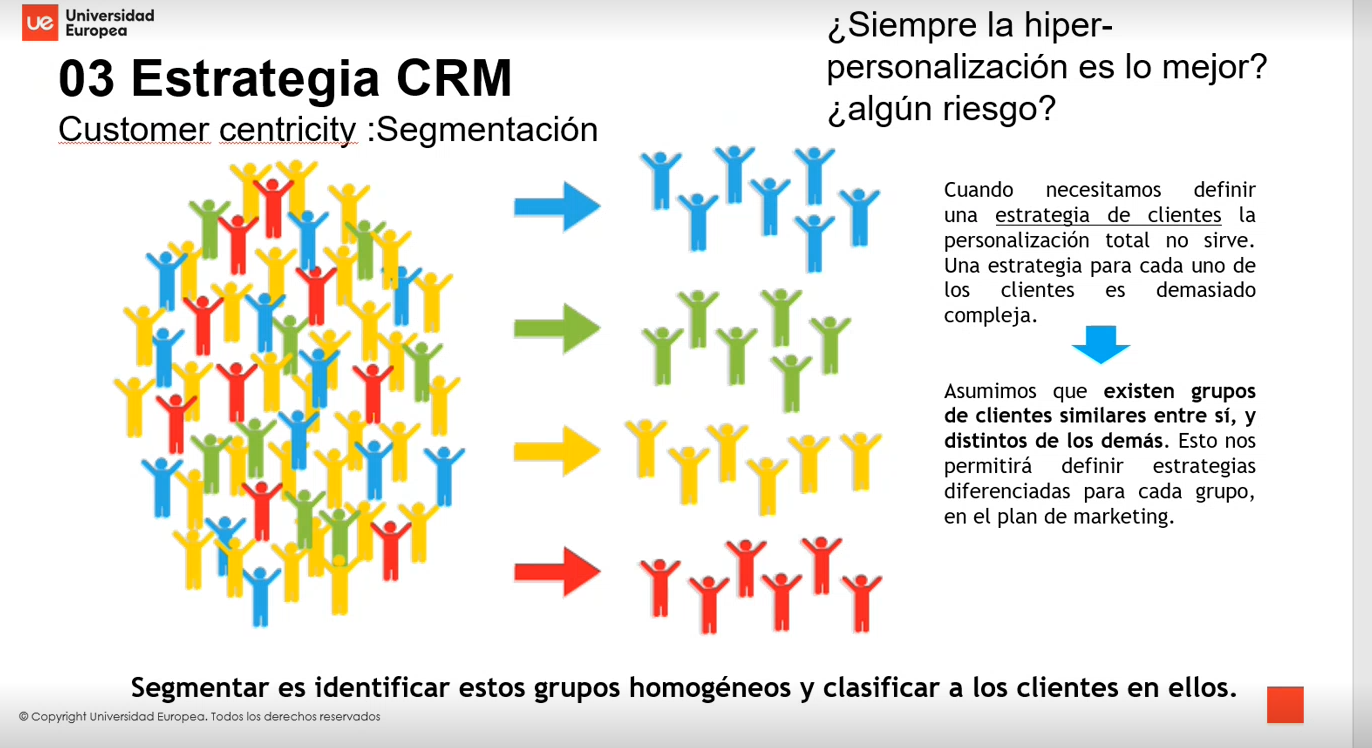 ue Universidad
Europea
03 Estrategia CRM
Customer centricity :Segmentación
¿Siempre la hiper-
personalización es lo mejor?
¿algún riesgo?
Cuando necesitamos definir
una estrategia de clientes la
personalización total no sirve.
Una estrategia para cada uno de
los clientes es demasiado
compleja.
Asumimos que existen grupos
de clientes similares entre sí, y
distintos de los demás. Esto nos
permitirá definir estrategias
diferenciadas para cada grupo,
en el plan de marketing.
Segmentar es identificar estos grupos homogéneos y clasificar a los clientes en ellos.
© Copyright Universidad Europea. Todos los derechos reservados